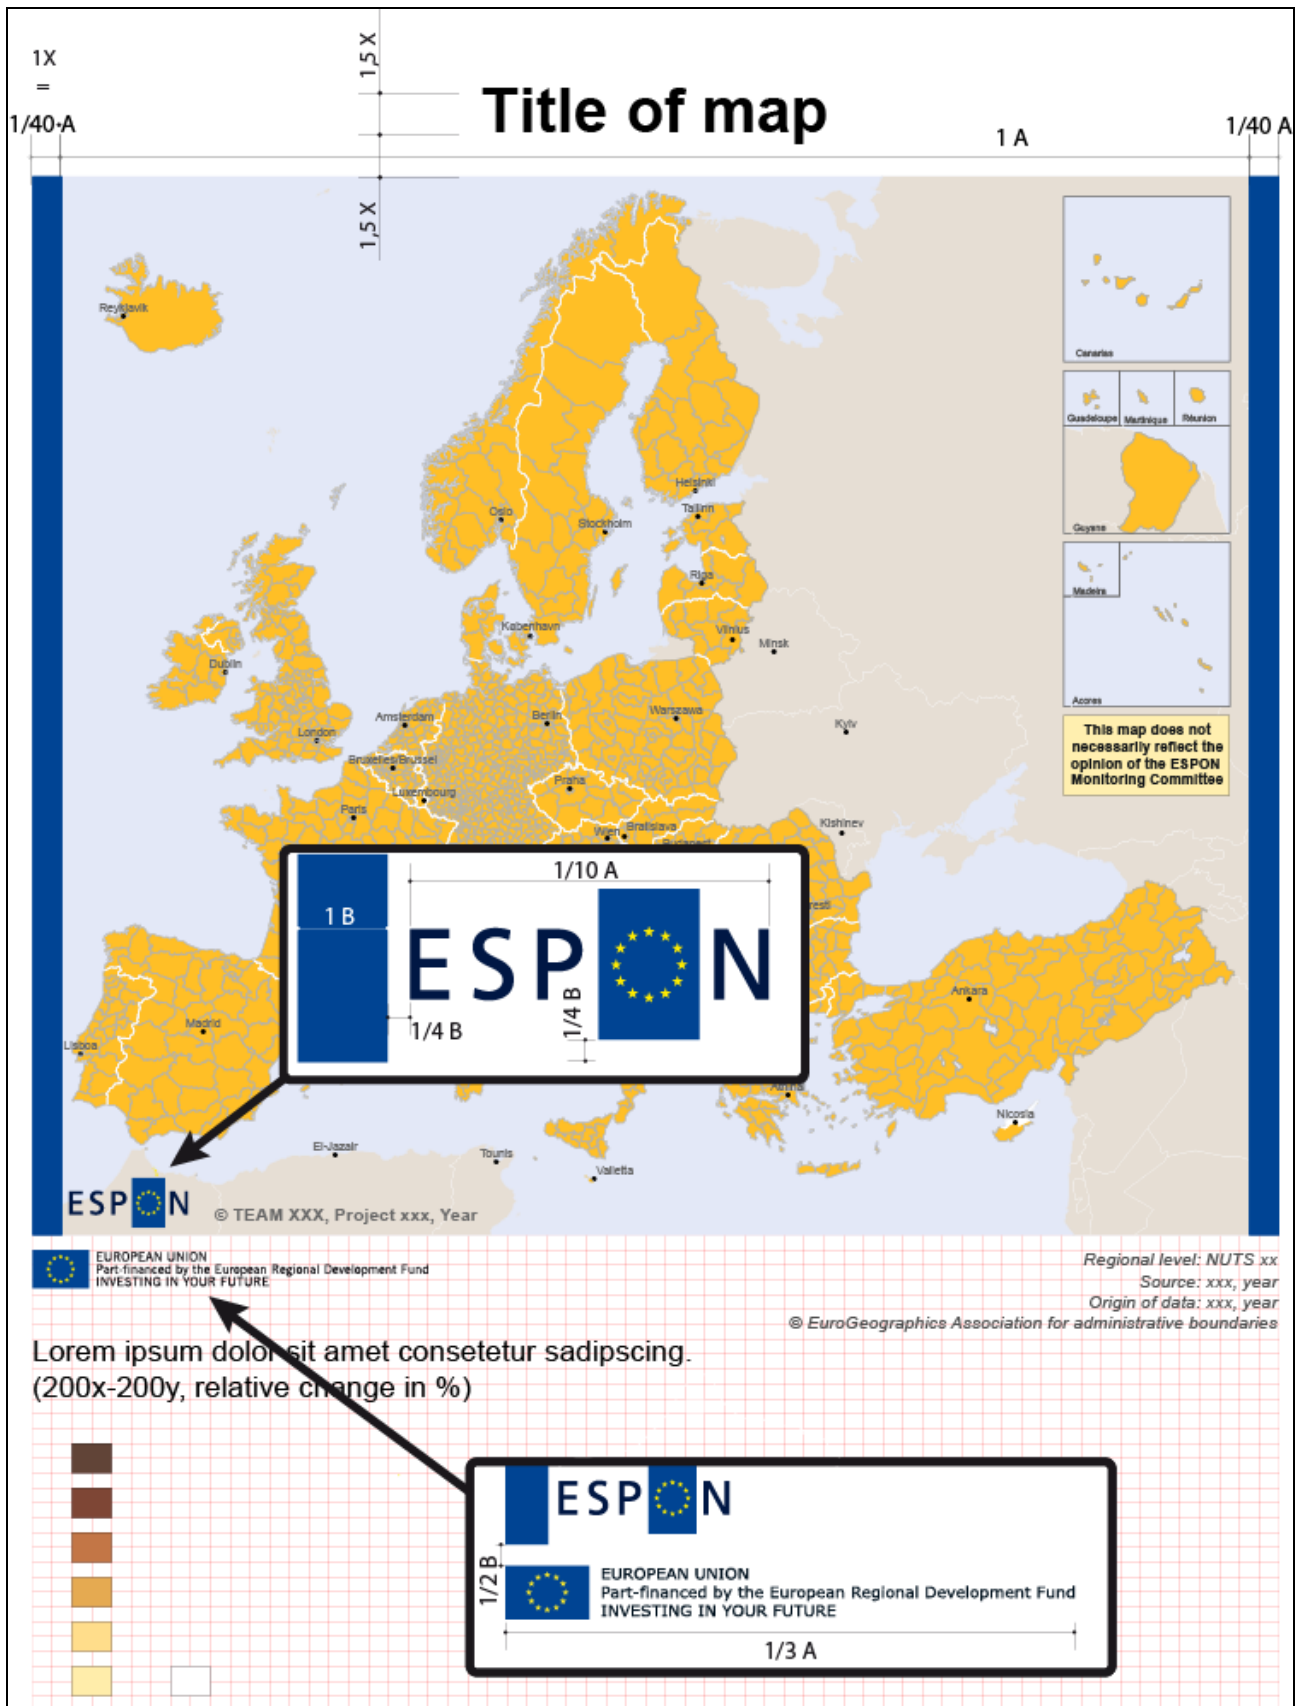 1X
=
1/40 A
1,5 X
Title of map
1 A
1/40 A
1,5 X
Reykjavik
Canarias
Guadeloupe
Martinique
Réunion
Guyane
Madeira
Acores
This map does not
necessarily reflect the
opinion of the ESPON
Monitoring Committee
Helsinki
Tallinn
Oslo
Stockholm
Riga
København
Vilnius
Minsk
Dublin
Amsterdam
Berlin
Warszawa
London
Kyiv
Bruxelles/Brussel
Praha
Luxembourg
Paris
Kishinev
Wien
Bratislava
Budapest
resti
1/10 A
1 B
ESPON
1/4 B
1/4 B
Ankara
Madrid
Lisboa
Athina
Nicosia
El-Jazair
Tounis
Valletta
ESPON
© TEAM XXX, Project xxx, Year
EUROPEAN UNION
Part-financed by the European Regional Development Fund
INVESTING IN YOUR FUTURE
Regional level: NUTS xx
Source: xxx, year
Origin of data: xxx, year
© EuroGeographics Association for administrative boundaries
Lorem ipsum dolor sit amet consetetur sadipscing.
(200x-200y, relative change in %)
ESPON
1/2 B
EUROPEAN UNION
Part-financed by the European Regional Development Fund
INVESTING IN YOUR FUTURE
1/3 A